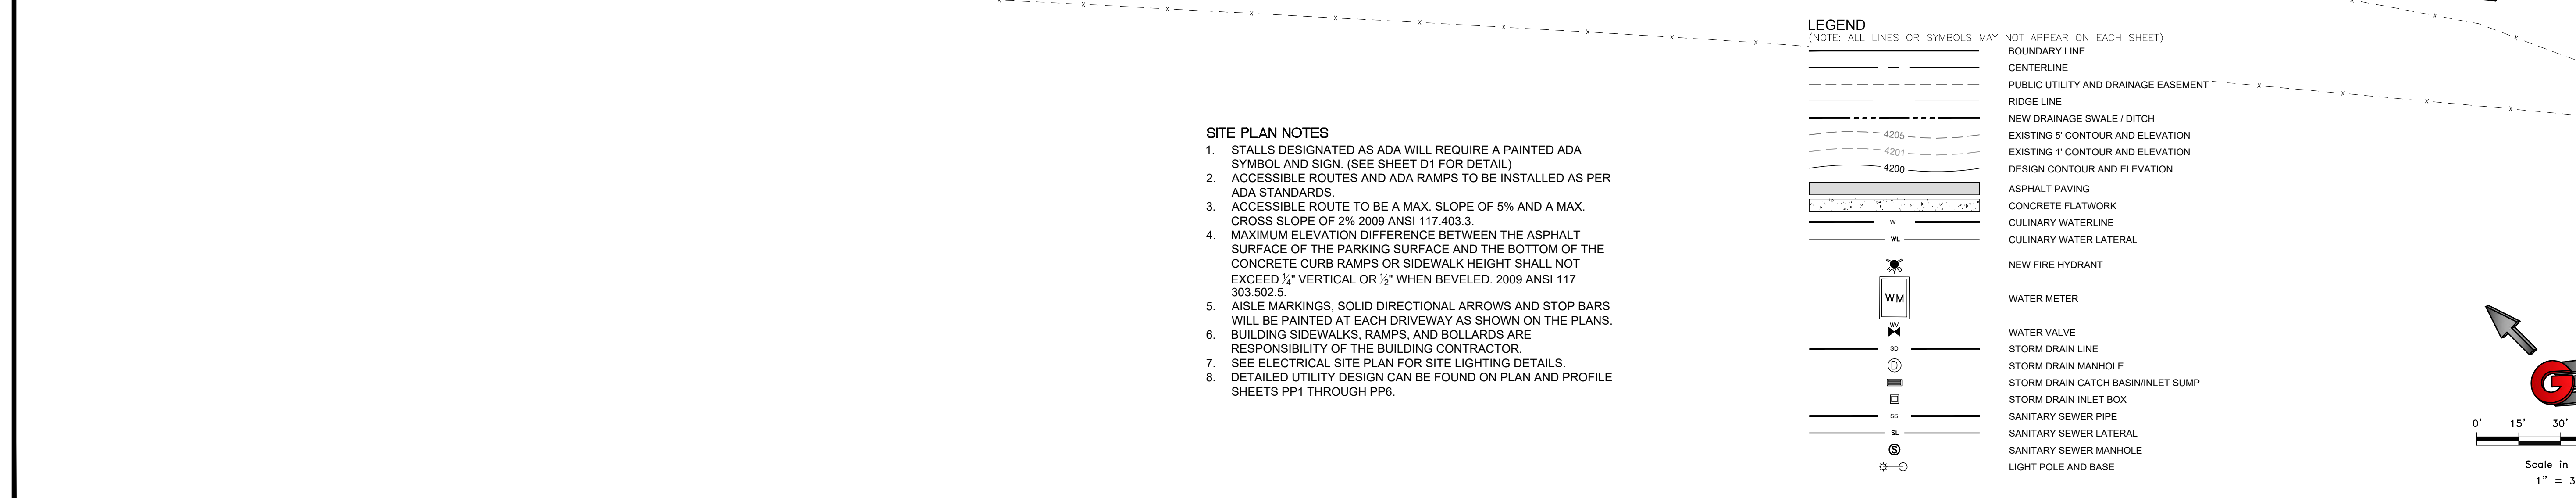 SITE PLAN NOTES
1. STALLS DESIGNATED AS ADA WILL REQUIRE A PAINTED ADA
SYMBOL AND SIGN. (SEE SHEET D1 FOR DETAIL)
2. ACCESSIBLE ROUTES AND ADA RAMPS TO BE INSTALLED AS PER
ADA STANDARDS.
3. ACCESSIBLE ROUTE TO BE A MAX. SLOPE OF 5% AND A MAX.
CROSS SLOPE OF 2% 2009 ANSI 117.403.3.
4. MAXIMUM ELEVATION DIFFERENCE BETWEEN THE ASPHALT
SURFACE OF THE PARKING SURFACE AND THE BOTTOM OF THE
CONCRETE CURB RAMPS OR SIDEWALK HEIGHT SHALL NOT
EXCEED ¼" VERTICAL OR ½" WHEN BEVELED. 2009 ANSI 117
303.502.5.
5. AISLE MARKINGS, SOLID DIRECTIONAL ARROWS AND STOP BARS
WILL BE PAINTED AT EACH DRIVEWAY AS SHOWN ON THE PLANS.
6. BUILDING SIDEWALKS, RAMPS, AND BOLLARDS ARE
RESPONSIBILITY OF THE BUILDING CONTRACTOR.
7. SEE ELECTRICAL SITE PLAN FOR SITE LIGHTING DETAILS.
8. DETAILED UTILITY DESIGN CAN BE FOUND ON PLAN AND PROFILE
SHEETS PP1 THROUGH PP6.
LEGEND
(NOTE: ALL LINES OR SYMBOLS MAY NOT APPEAR ON EACH SHEET)
BOUNDARY LINE
CENTERLINE
PUBLIC UTILITY AND DRAINAGE EASEMENT
RIDGE LINE
NEW DRAINAGE SWALE / DITCH
4205 EXISTING 5' CONTOUR AND ELEVATION
4201 EXISTING 1' CONTOUR AND ELEVATION
4200 DESIGN CONTOUR AND ELEVATION
ASPHALT PAVING
CONCRETE FLATWORK
W CULINARY WATERLINE
WL CULINARY WATER LATERAL
NEW FIRE HYDRANT
WM WATER METER
WV WATER VALVE
SD STORM DRAIN LINE
D STORM DRAIN MANHOLE
STORM DRAIN CATCH BASIN/INLET SUMP
STORM DRAIN INLET BOX
SS SANITARY SEWER PIPE
SL SANITARY SEWER LATERAL
S SANITARY SEWER MANHOLE
LIGHT POLE AND BASE
G
0' 15' 30'
Scale in
1" = 3